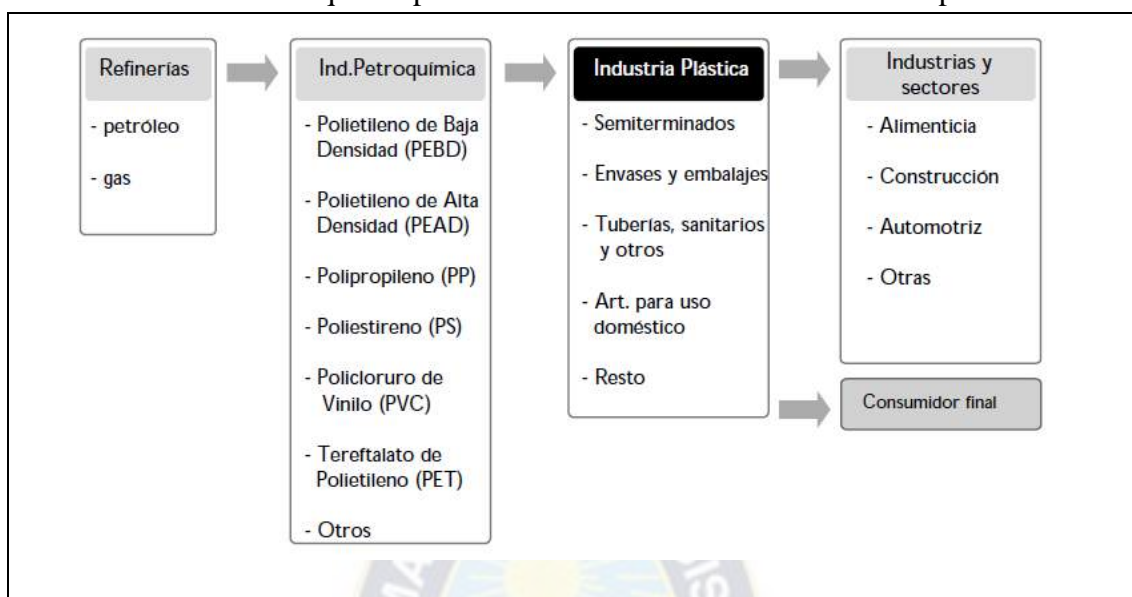 Refinerías
- petróleo
- gas
Ind.Petroquímica
- Polietileno de Baja
Densidad (PEBD)
- Polietileno de Alta
Densidad (PEAD)
- Polipropileno (PP)
- Poliestireno (PS)
- Policloruro de
Vinilo (PVC)
- Tereftalato de
Polietileno (PET)
- Otros
Industria Plástica
- Semiterminados
- Envases y embalajes
- Tuberías, sanitarios
y otros
- Art. para uso
doméstico
- Resto
Industrias y
sectores
- Alimenticia
- Construcción
- Automotriz
- Otras
Consumidor final